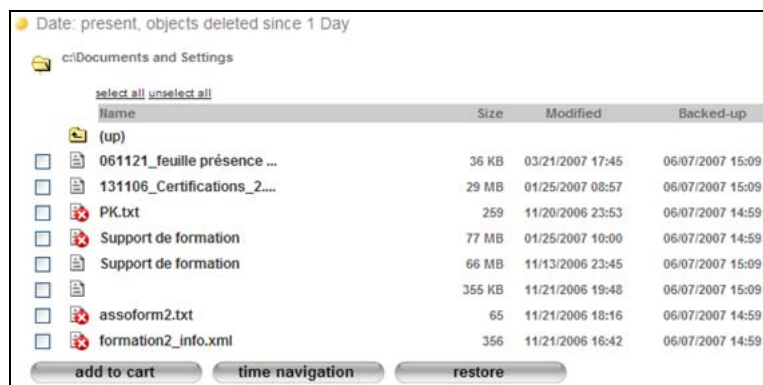 Date: present, objects deleted since 1 Day
c:\Documents and Settings
select all unselect all
Name Size Modified Backed-up
(up)
061121_feuille présence ... 36 KB 03/21/2007 17:45 06/07/2007 15:09
131106_Certifications_2.... 29 MB 01/25/2007 08:57 06/07/2007 15:09
PK.txt 259 11/20/2006 23:53 06/07/2007 14:59
Support de formation 77 MB 01/25/2007 10:00 06/07/2007 14:59
Support de formation 66 MB 11/13/2006 23:45 06/07/2007 15:09
355 KB 11/21/2006 19:48 06/07/2007 15:09
assoform2.txt 65 11/21/2006 18:16 06/07/2007 14:59
formation2_info.xml 356 11/21/2006 16:42 06/07/2007 14:59
add to cart time navigation restore